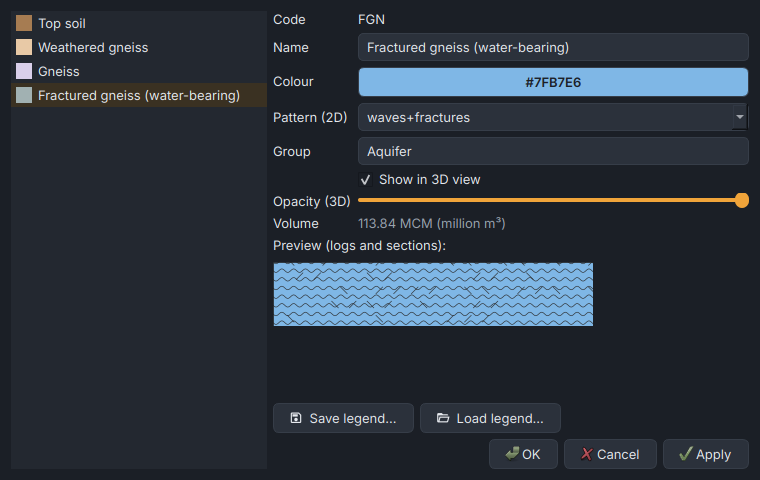 Top soil
Weathered gneiss
Gneiss
Fractured gneiss (water-bearing)
Code FGN
Name Fractured gneiss (water-bearing)
Colour #7FB7E6
Pattern (2D) waves+fractures
Group Aquifer
Show in 3D view
Opacity (3D)
Volume 113.84 MCM (million m³)
Preview (logs and sections):
Save legend... Load legend...
OK Cancel Apply